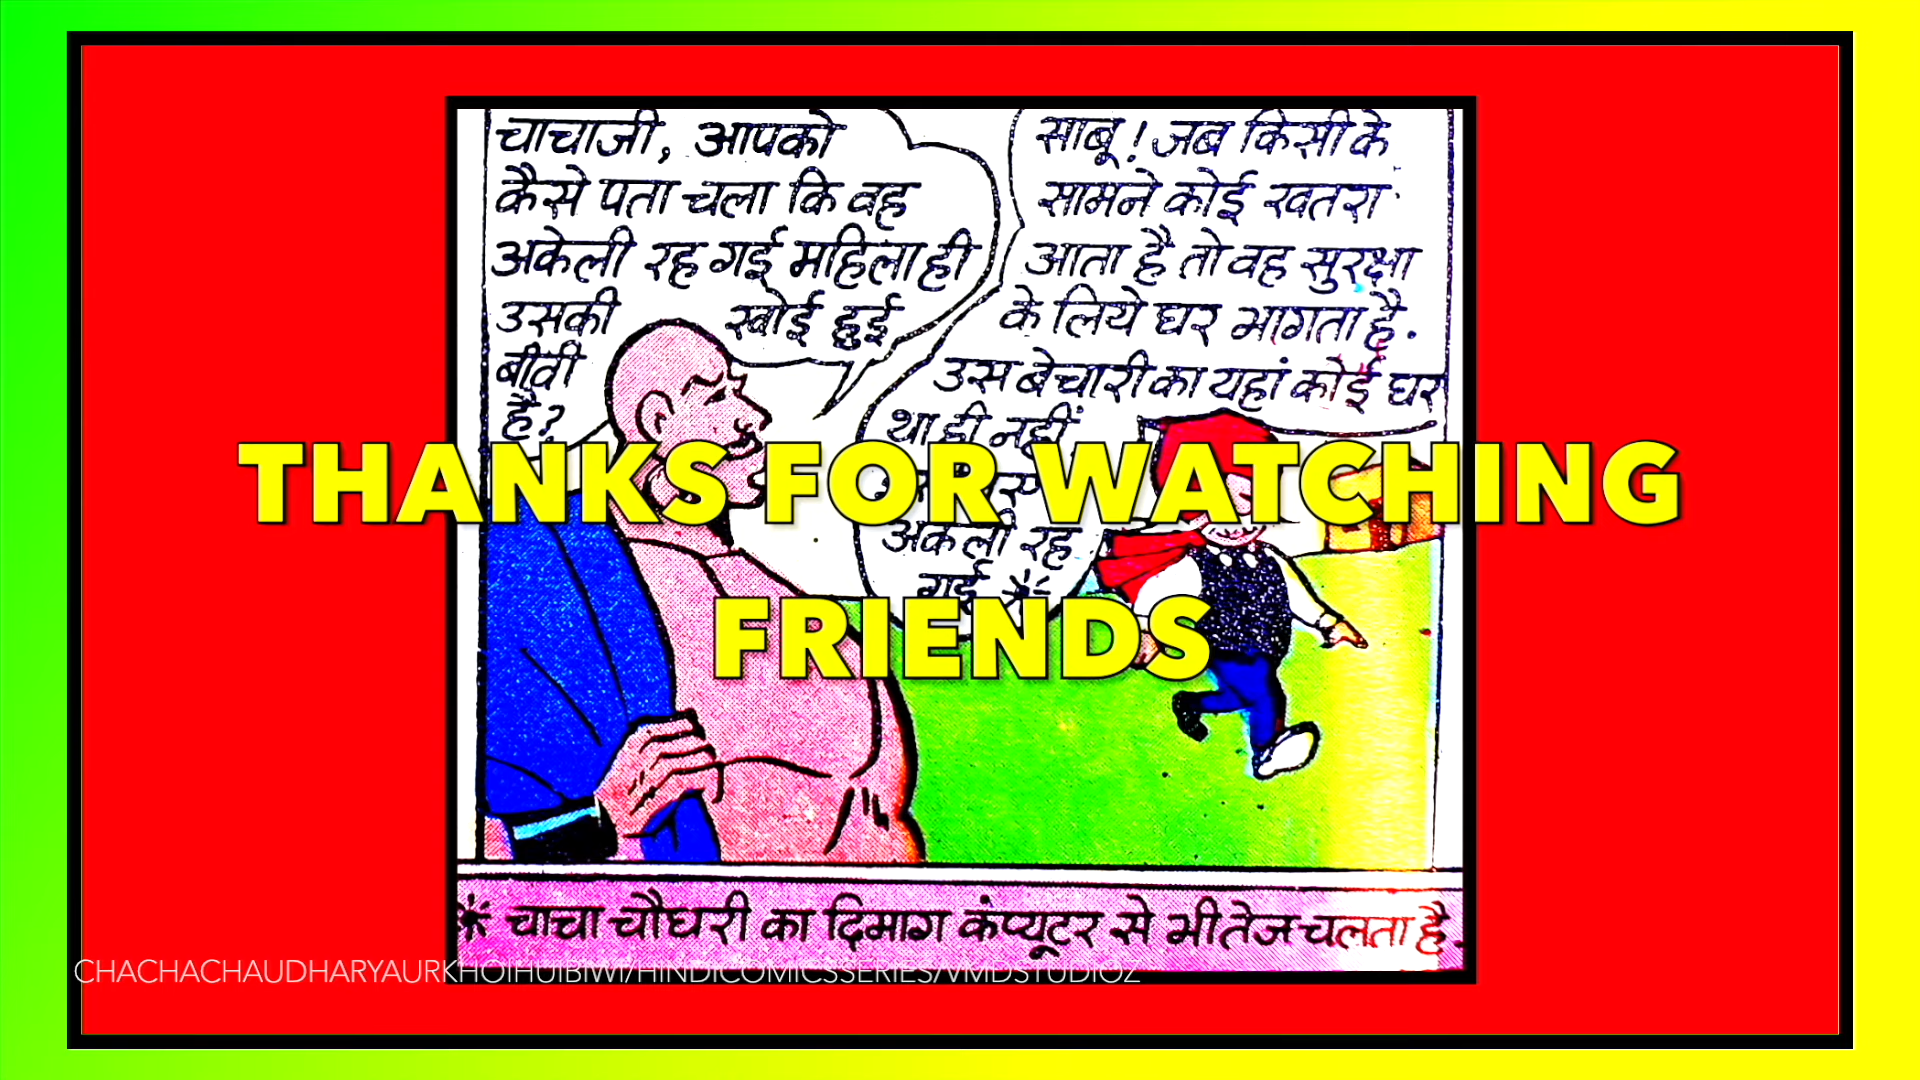 चाचाजी, आपको
कैसे पता चला कि वह
अकेली रह गई महिला ही
उसकी खोई हुई
बीवी
है?
साबू! जब किसी के
सामने कोई खतरा
आता है तो वह सुरक्षा
के लिये घर भागता है.
उस बेचारी का यहां कोई घर
था ही नहीं
अकेली रह
गई
THANKS FOR WATCHING
FRIENDS
चाचा चौधरी का दिमाग कंप्यूटर से भी तेज चलता है.
CHACHACHAUDHARYAURKHOIHUIBIWI/HINDICOMICSSERIES/VMDSTUDIOZ